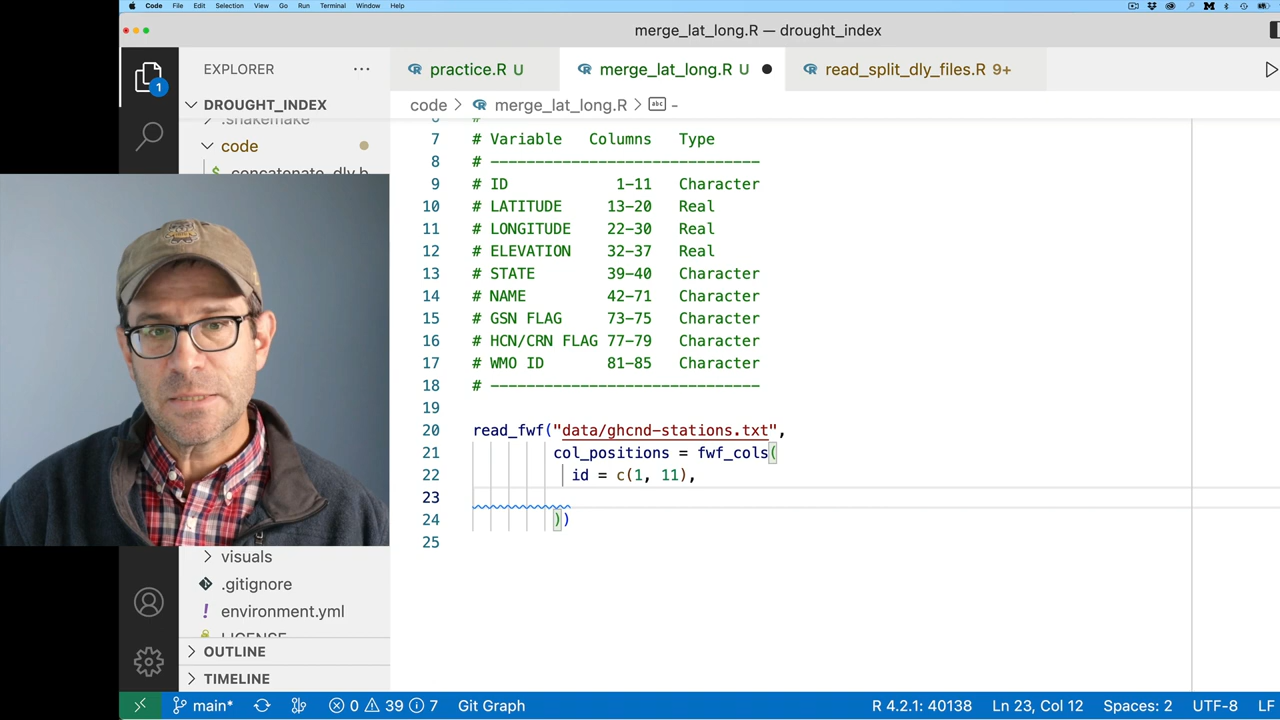 Code File Edit Selection View Go Run Terminal Window Help
merge_lat_long.R — drought_index
EXPLORER
practice.R U
merge_lat_long.R U
read_split_dly_files.R 9+
1
DROUGHT_INDEX
code > merge_lat_long.R > abc -
.snakemake
code
concatenate_dly.b
visuals
.gitignore
environment.yml
LICENSE
OUTLINE
TIMELINE
6 #
7 # Variable Columns Type
8 # ------------------------------
9 # ID 1-11 Character
10 # LATITUDE 13-20 Real
11 # LONGITUDE 22-30 Real
12 # ELEVATION 32-37 Real
13 # STATE 39-40 Character
14 # NAME 42-71 Character
15 # GSN FLAG 73-75 Character
16 # HCN/CRN FLAG 77-79 Character
17 # WMO ID 81-85 Character
18 # ------------------------------
19
20 read_fwf("data/ghcnd-stations.txt",
21 col_positions = fwf_cols(
22 id = c(1, 11),
23
24 ))
25
main* 0 39 7 Git Graph R 4.2.1: 40138 Ln 23, Col 12 Spaces: 2 UTF-8 LF